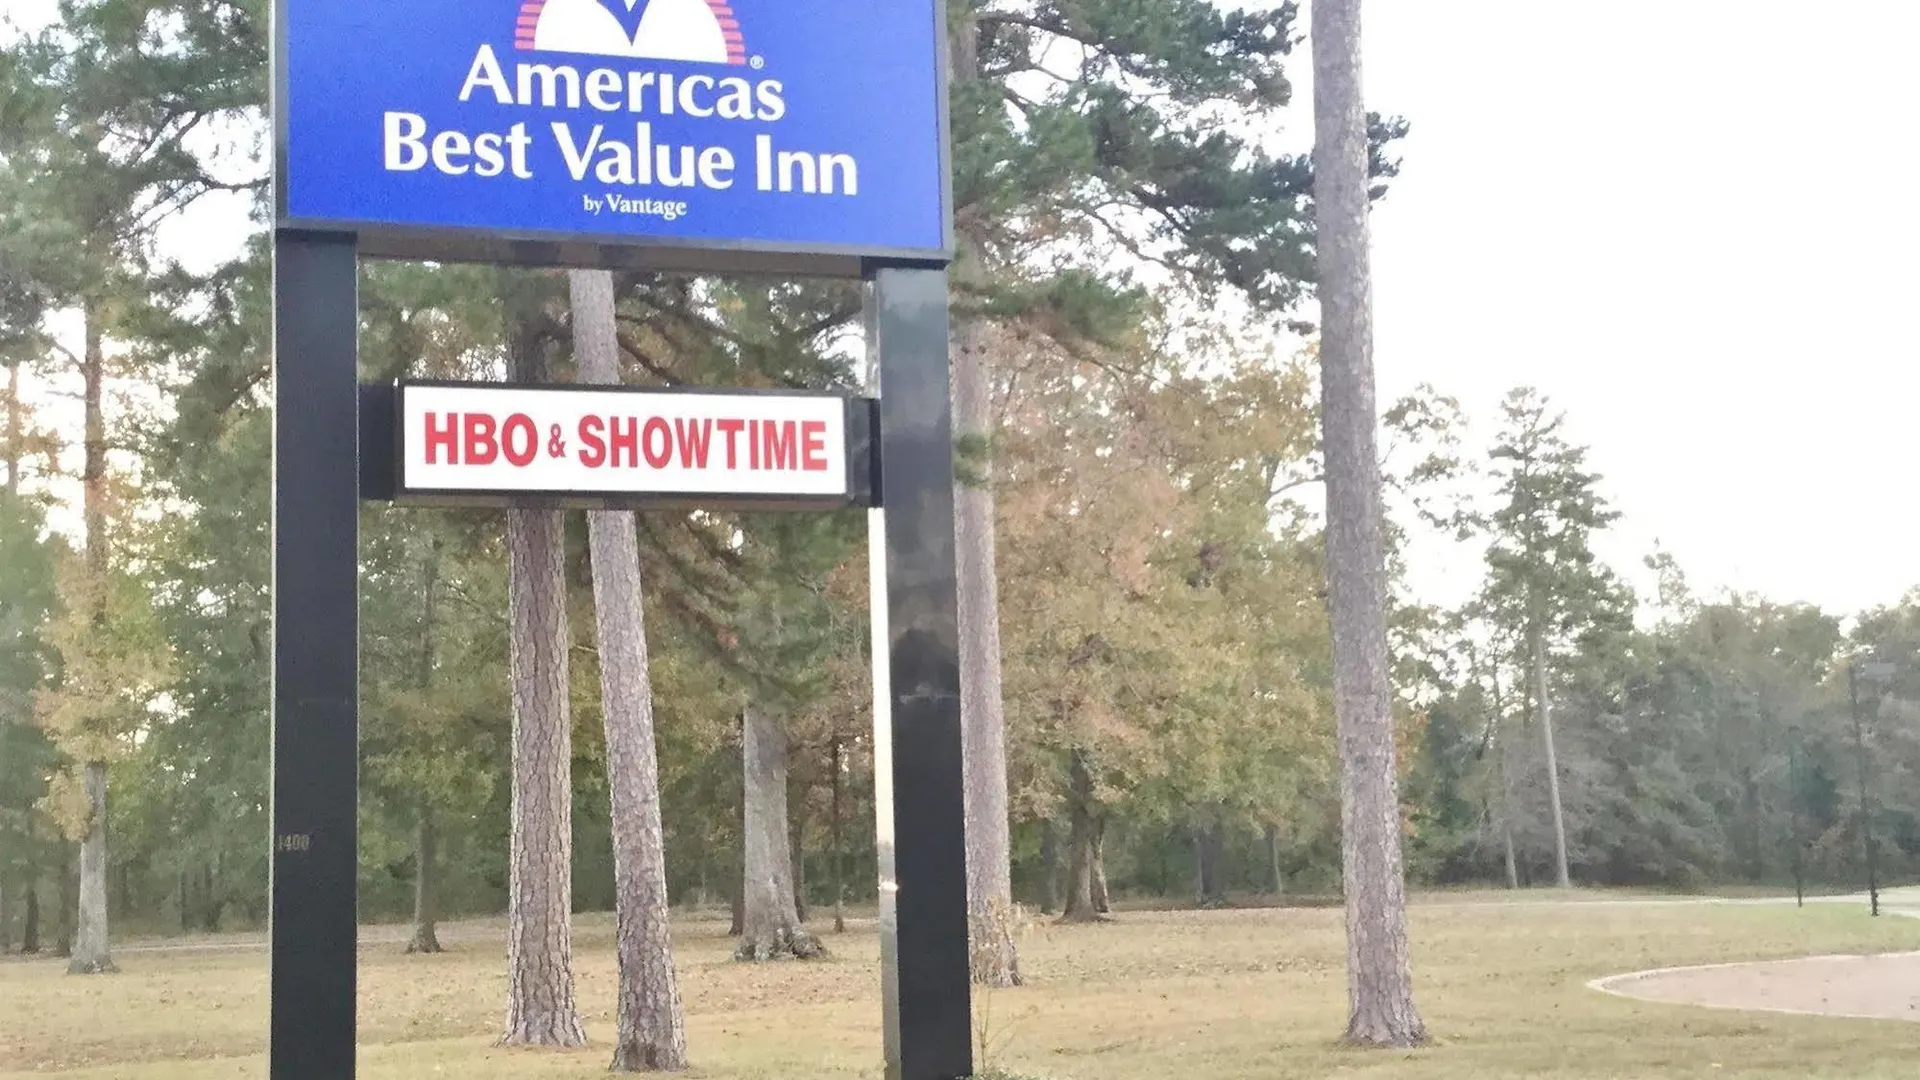 Americas®
Best Value Inn
by Vantage
HBO & SHOWTIME
1400